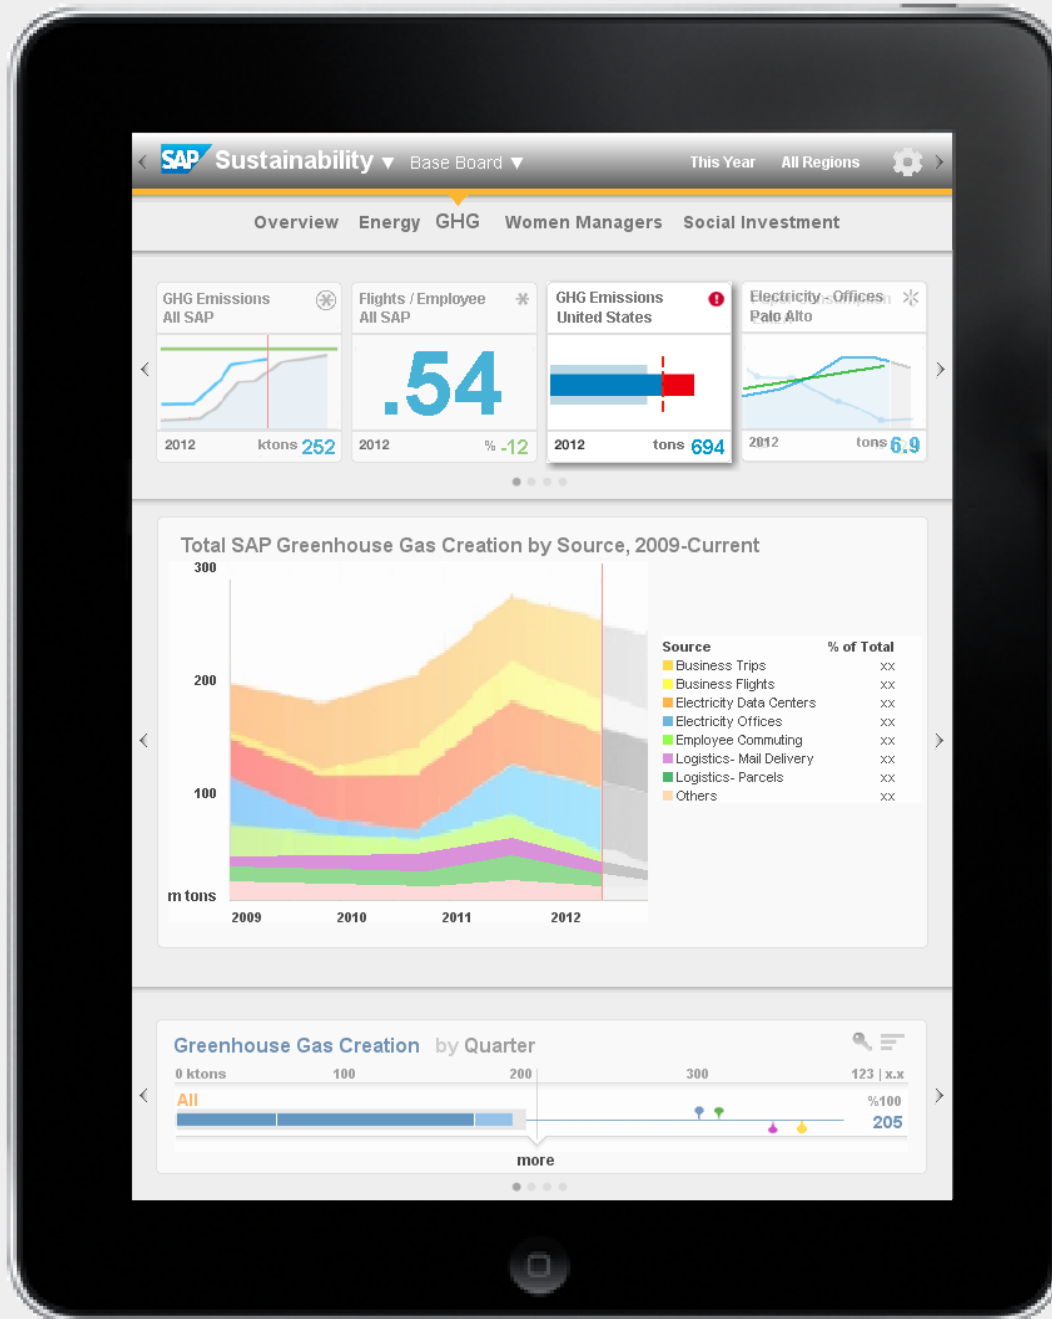 SAP Sustainability ▼ Base Board ▼ This Year All Regions
Overview Energy GHG Women Managers Social Investment
GHG Emissions
All SAP
2012 ktons 252
Flights / Employee
All SAP
.54
2012 % -12
GHG Emissions
United States
2012 tons 694
Electricity - Offices
Palo Alto
2012 tons 6.9
Total SAP Greenhouse Gas Creation by Source, 2009-Current
300
200
100
m tons
2009 2010 2011 2012
Source % of Total
Business Trips xx
Business Flights xx
Electricity Data Centers xx
Electricity Offices xx
Employee Commuting xx
Logistics- Mail Delivery xx
Logistics- Parcels xx
Others xx
Greenhouse Gas Creation by Quarter
0 ktons 100 200 300 123 | x.x
All %100
205
more